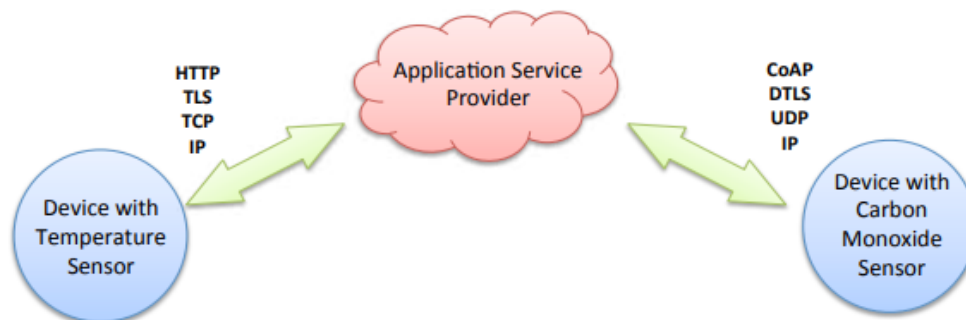 HTTP
TLS
TCP
IP
Application Service
Provider
CoAP
DTLS
UDP
IP
Device with
Temperature
Sensor
Device with
Carbon
Monoxide
Sensor